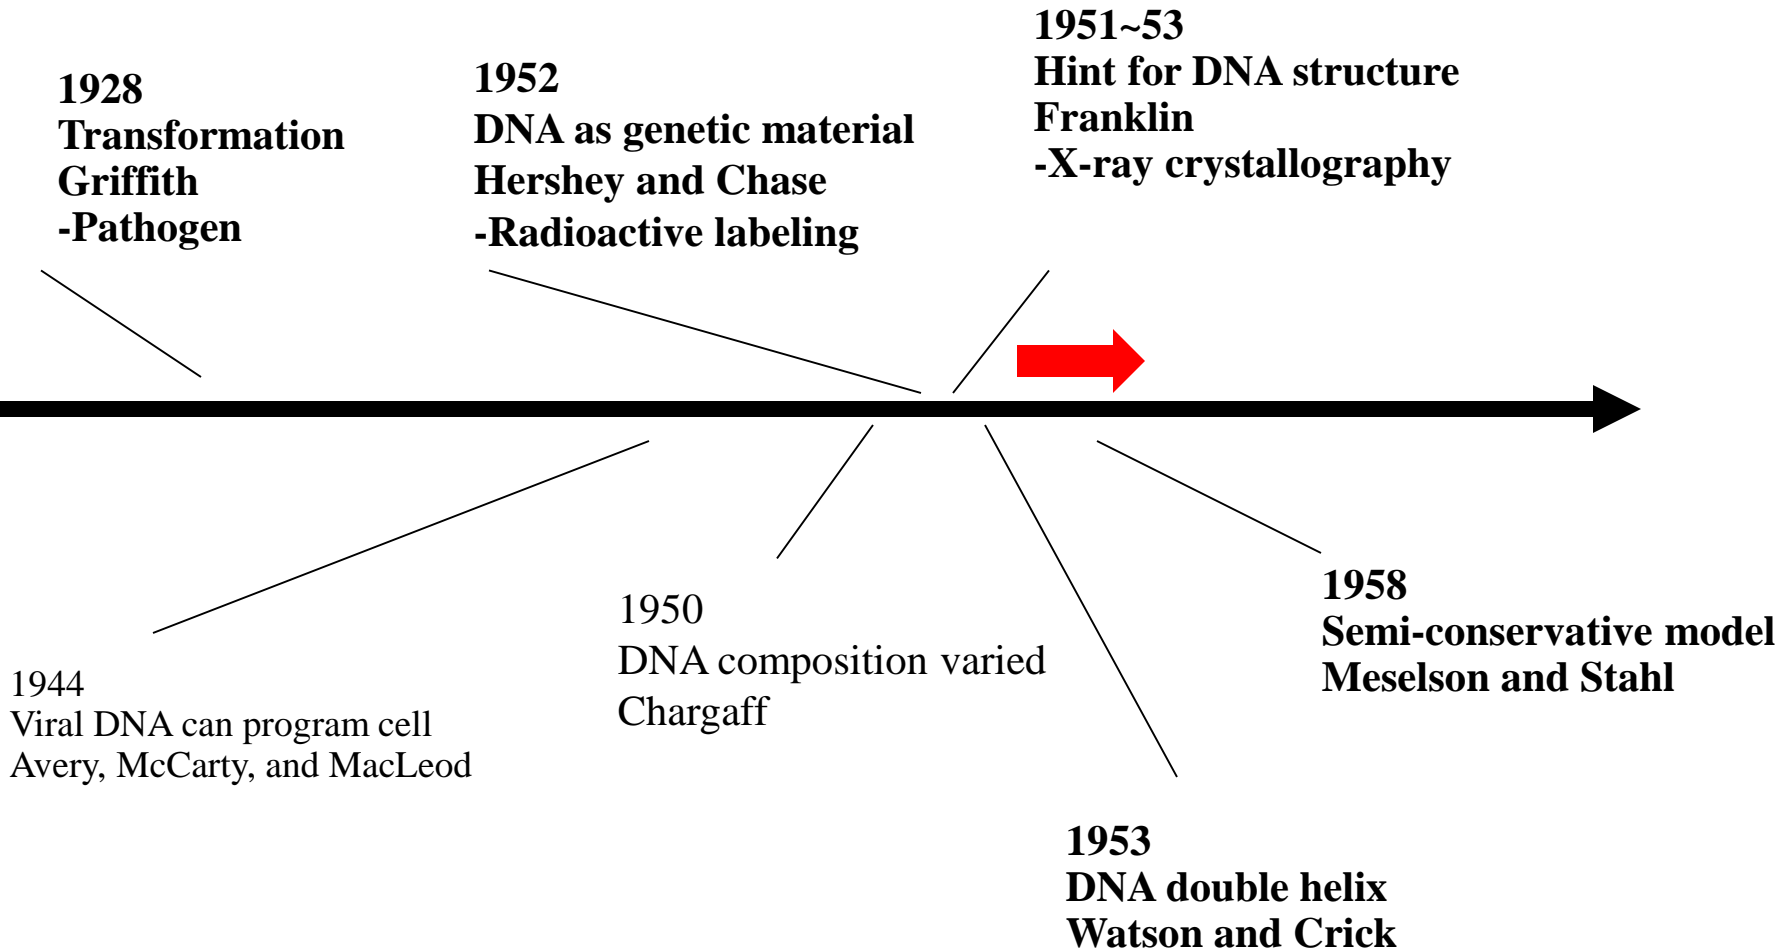 1928
Transformation
Griffith
-Pathogen
1952
DNA as genetic material
Hershey and Chase
-Radioactive labeling
1951~53
Hint for DNA structure
Franklin
-X-ray crystallography
1944
Viral DNA can program cell
Avery, McCarty, and MacLeod
1950
DNA composition varied
Chargaff
1953
DNA double helix
Watson and Crick
1958
Semi-conservative model
Meselson and Stahl